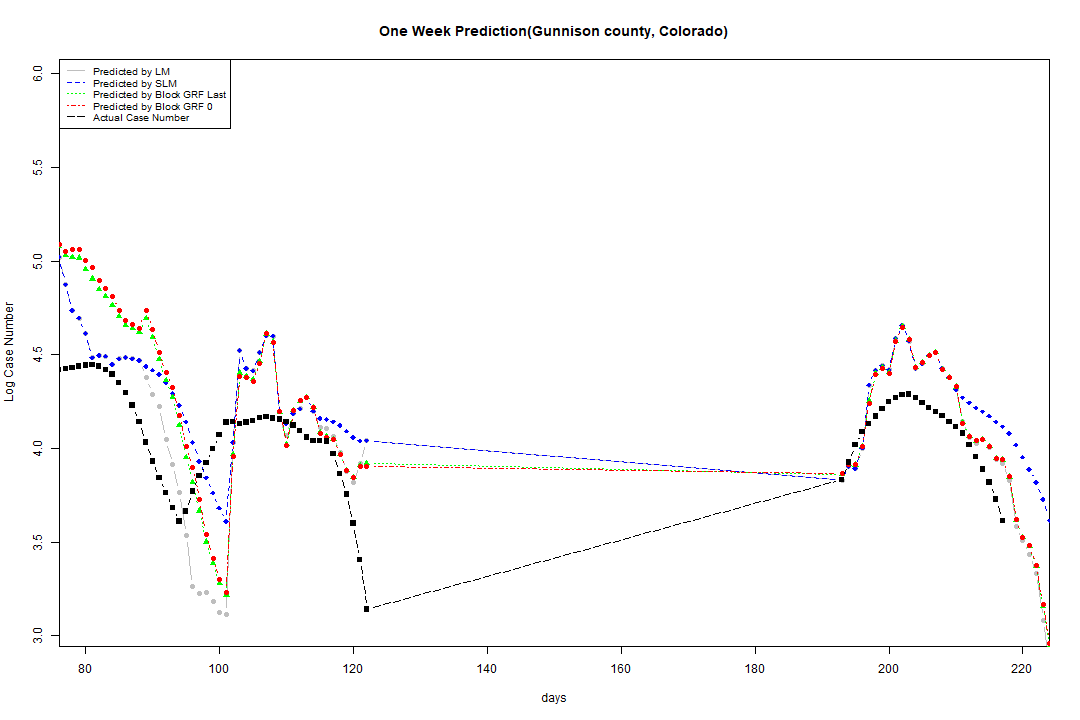 One Week Prediction(Gunnison county, Colorado)
Predicted by LM
Predicted by SLM
Predicted by Block GRF Last
Predicted by Block GRF 0
Actual Case Number
6.0
5.5
5.0
4.5
4.0
3.5
3.0
Log Case Number
80 100 120 140 160 180 200 220
days